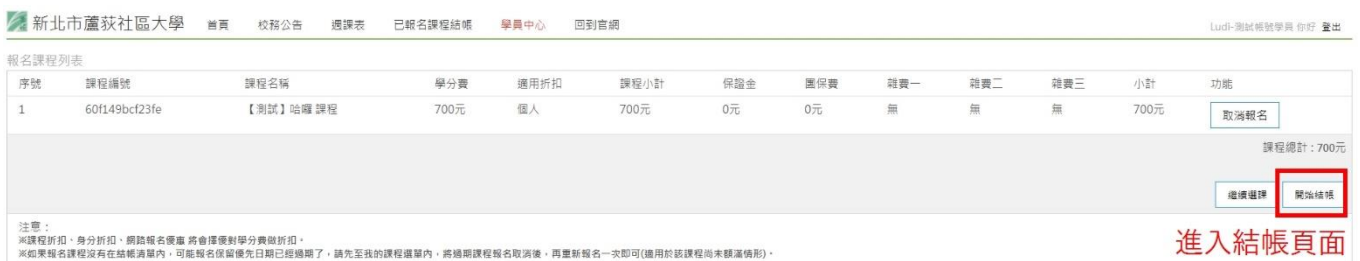 新北市蘆荻社區大學 首頁 校務公告 週課表 已報名課程結帳 學員中心 回到官網 Ludi-測試帳號學員 你好 登出
報名課程列表
序號 課程編號 課程名稱 學分費 適用折扣 課程小計 保證金 團保費 雜費一 雜費二 雜費三 小計 功能
1 60f149bcf23fe 【測試】哈囉 課程 700元 個人 700元 0元 0元 無 無 無 700元 取消報名
課程總計：700元
繼續選課 開始結帳
注意：
※課程折扣、身分折扣、網路報名優惠 將會擇優對學分費做折扣。
※如果報名課程沒有在結帳清單內，可能報名保留優先日期已經過期了，請先至我的課程選單內，將過期課程報名取消後，再重新報名一次即可(適用於該課程尚未額滿情形)。
進入結帳頁面